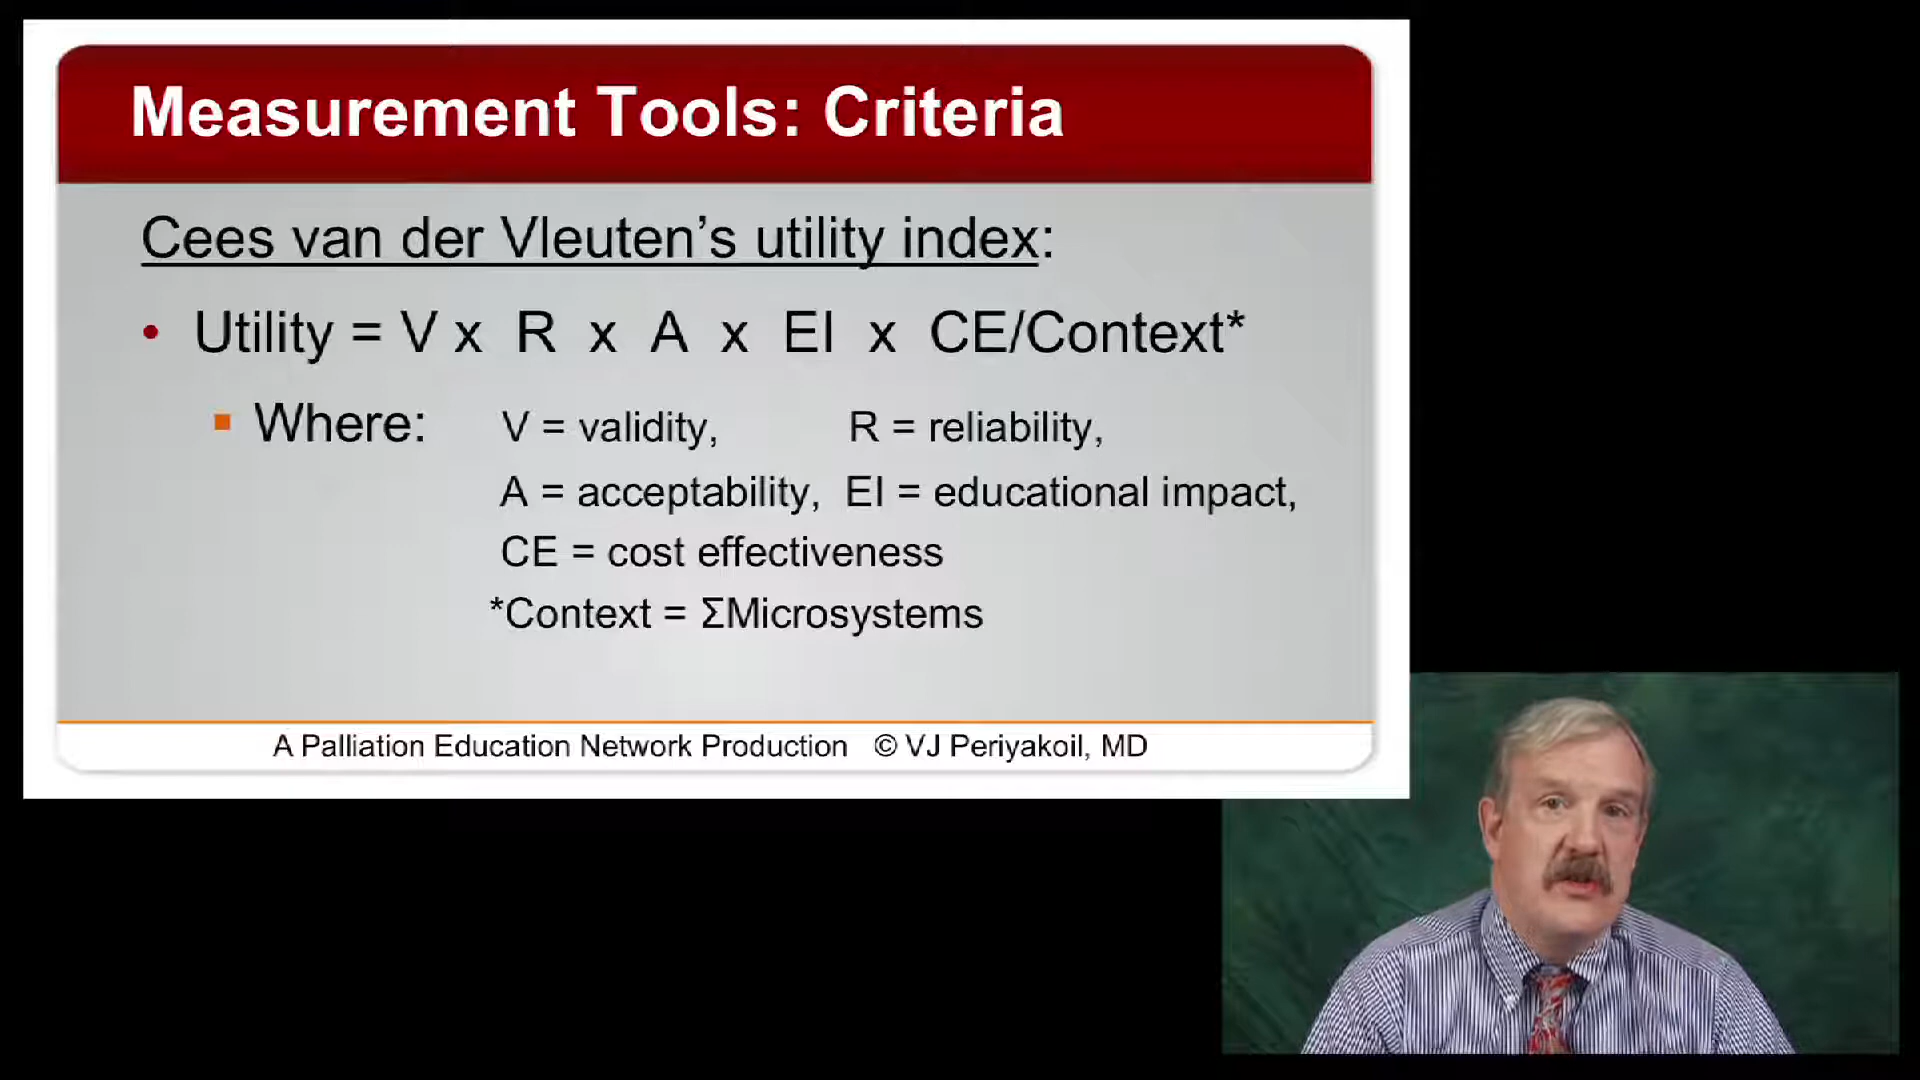 Measurement Tools: Criteria
Cees van der Vleuten’s utility index:
• Utility = V x R x A x EI x CE/Context*
▪ Where: V = validity, R = reliability,
A = acceptability, EI = educational impact,
CE = cost effectiveness
*Context = ΣMicrosystems
A Palliation Education Network Production © VJ Periyakoil, MD